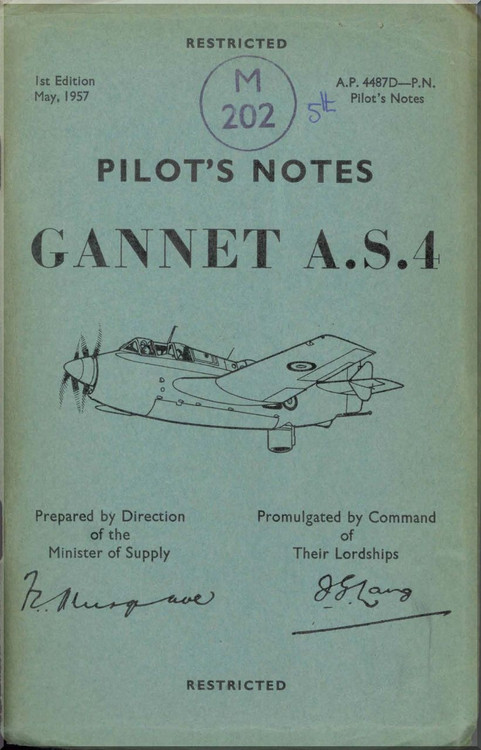 RESTRICTED
1st Edition
May, 1957
M
202
5th
A.P. 4487D—P.N.
Pilot's Notes
PILOT'S NOTES
GANNET A.S.4
Prepared by Direction
of the
Minister of Supply
Promulgated by Command
of
Their Lordships
J.G. Lang
RESTRICTED